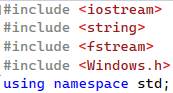 #include <iostream>
#include <string>
#include <fstream>
#include <Windows.h>
using namespace std;